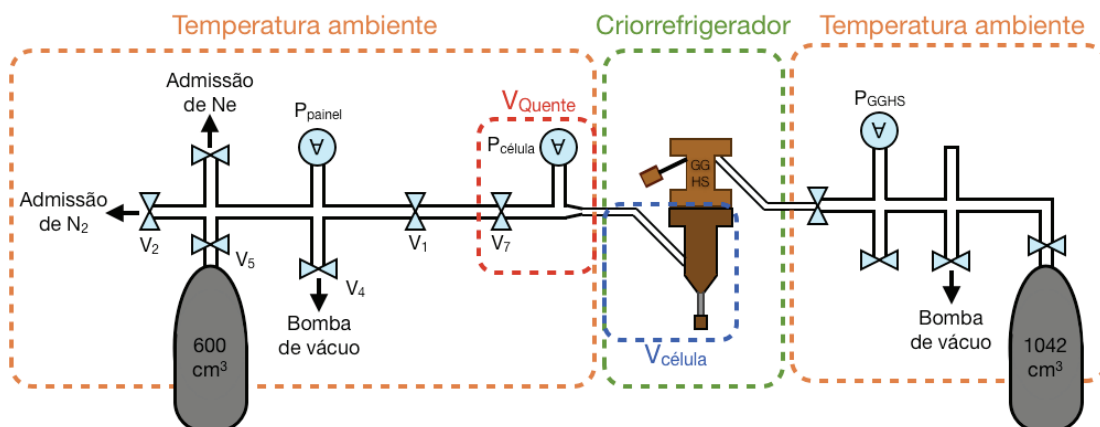 Temperatura ambiente
Criorrefrigerador
Temperatura ambiente
Admissão
de Ne
P_painel
V_Quente
P_célula
P_GGHS
GG
HS
Admissão
de N₂
V₂
V₅
V₁
V₇
V₄
Bomba
de vácuo
V_célula
Bomba
de vácuo
600
cm³
1042
cm³